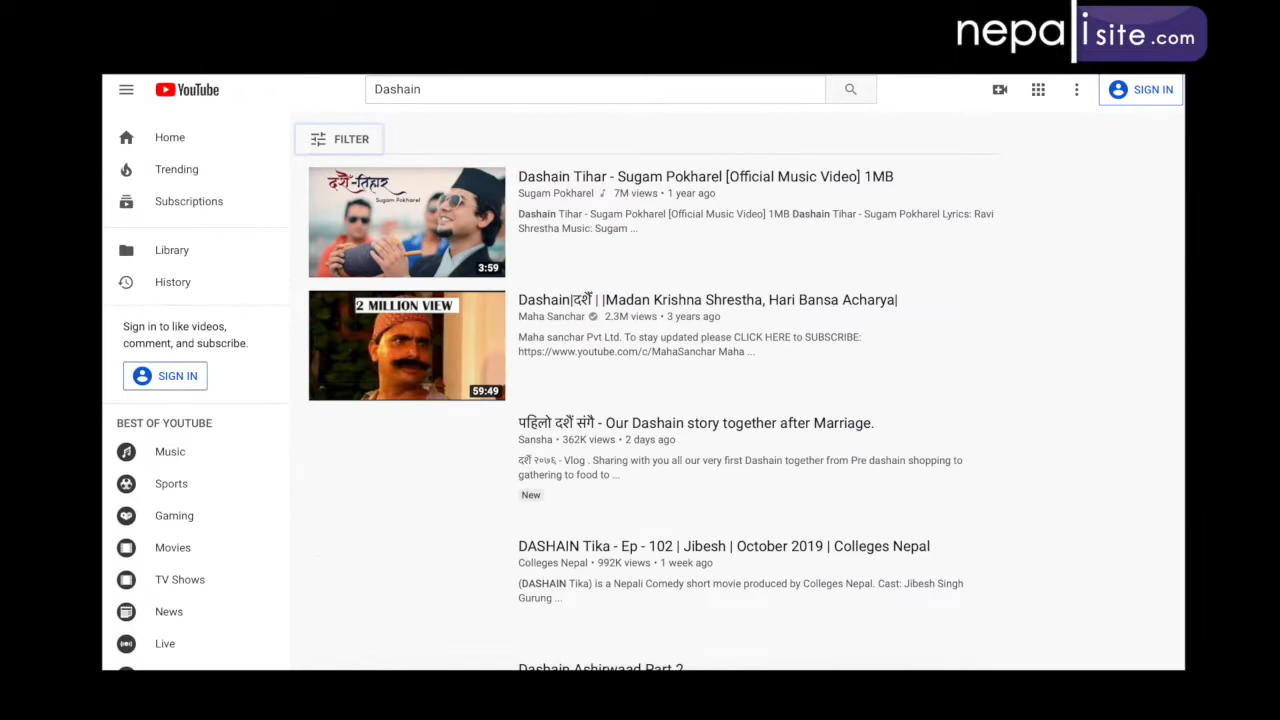 nepali site .com
YouTube
Dashain
SIGN IN
Home
Trending
Subscriptions
Library
History
Sign in to like videos,
comment, and subscribe.
SIGN IN
BEST OF YOUTUBE
Music
Sports
Gaming
Movies
TV Shows
News
Live
FILTER
दशैँ-तिहार
Sugam Pokharel
3:59
Dashain Tihar - Sugam Pokharel [Official Music Video] 1MB
Sugam Pokharel 7M views • 1 year ago
Dashain Tihar - Sugam Pokharel [Official Music Video] 1MB Dashain Tihar - Sugam Pokharel Lyrics: Ravi
Shrestha Music: Sugam ...
2 MILLION VIEW
59:49
Dashain|दशैँ | |Madan Krishna Shrestha, Hari Bansa Acharya|
Maha Sanchar 2.3M views • 3 years ago
Maha sanchar Pvt Ltd. To stay updated please CLICK HERE to SUBSCRIBE:
https://www.youtube.com/c/MahaSanchar Maha ...
पहिलो दशैं संगै - Our Dashain story together after Marriage.
Sansha • 362K views • 2 days ago
दशैं २०७६ - Vlog . Sharing with you all our very first Dashain together from Pre dashain shopping to
gathering to food to ...
New
DASHAIN Tika - Ep - 102 | Jibesh | October 2019 | Colleges Nepal
Colleges Nepal • 992K views • 1 week ago
(DASHAIN Tika) is a Nepali Comedy short movie produced by Colleges Nepal. Cast: Jibesh Singh
Gurung ...
Dashain Ashirwaad Part 2